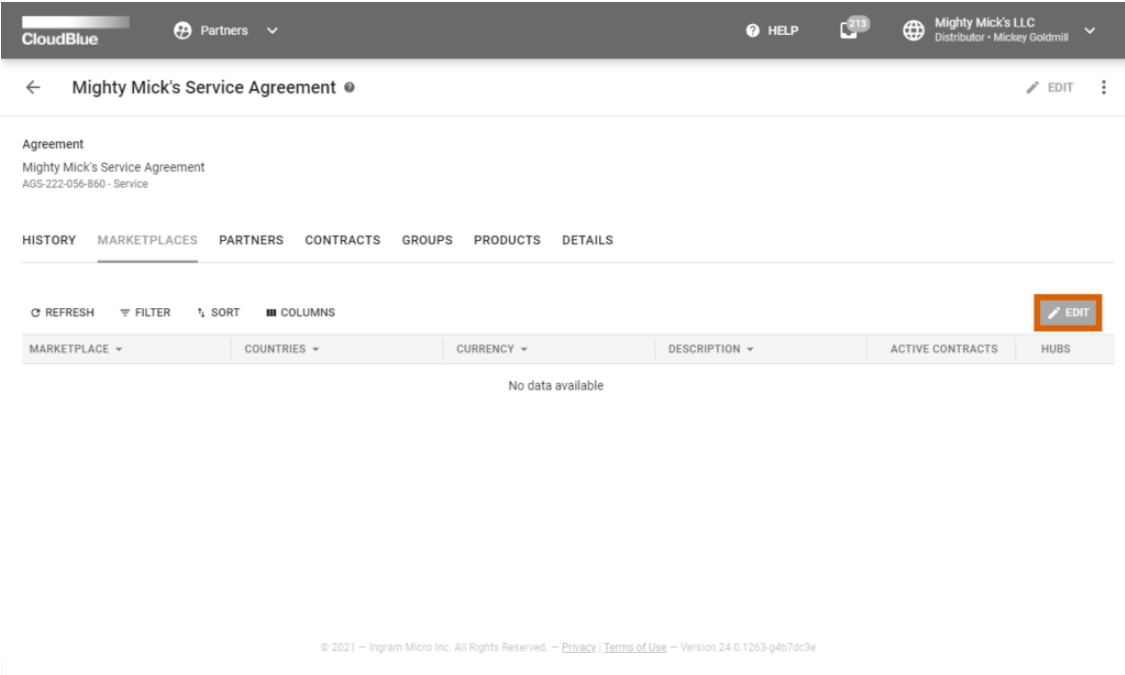 CloudBlue Partners HELP 213 Mighty Mick's LLC
Distributor • Mickey Goldmill
Mighty Mick's Service Agreement EDIT
Agreement
Mighty Mick's Service Agreement
AGS-222-056-860 - Service
HISTORY MARKETPLACES PARTNERS CONTRACTS GROUPS PRODUCTS DETAILS
REFRESH FILTER SORT COLUMNS EDIT
MARKETPLACE COUNTRIES CURRENCY DESCRIPTION ACTIVE CONTRACTS HUBS
No data available
© 2021 — Ingram Micro Inc. All Rights Reserved. — Privacy | Terms of Use — Version 24.0.1263-g4b7dc3e